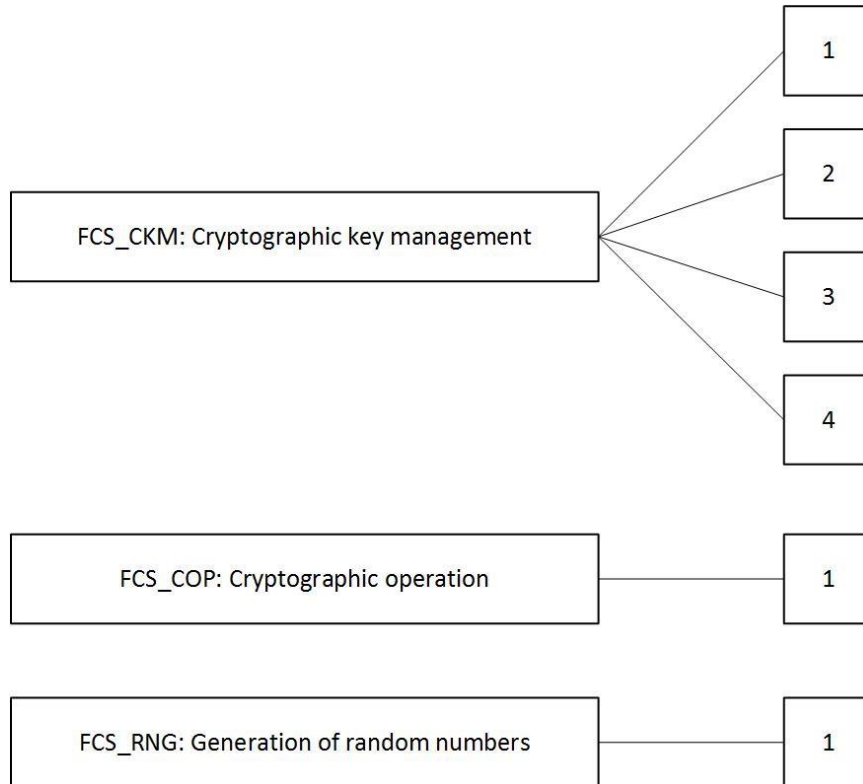 1
2
FCS_CKM: Cryptographic key management
3
4
FCS_COP: Cryptographic operation
1
FCS_RNG: Generation of random numbers
1